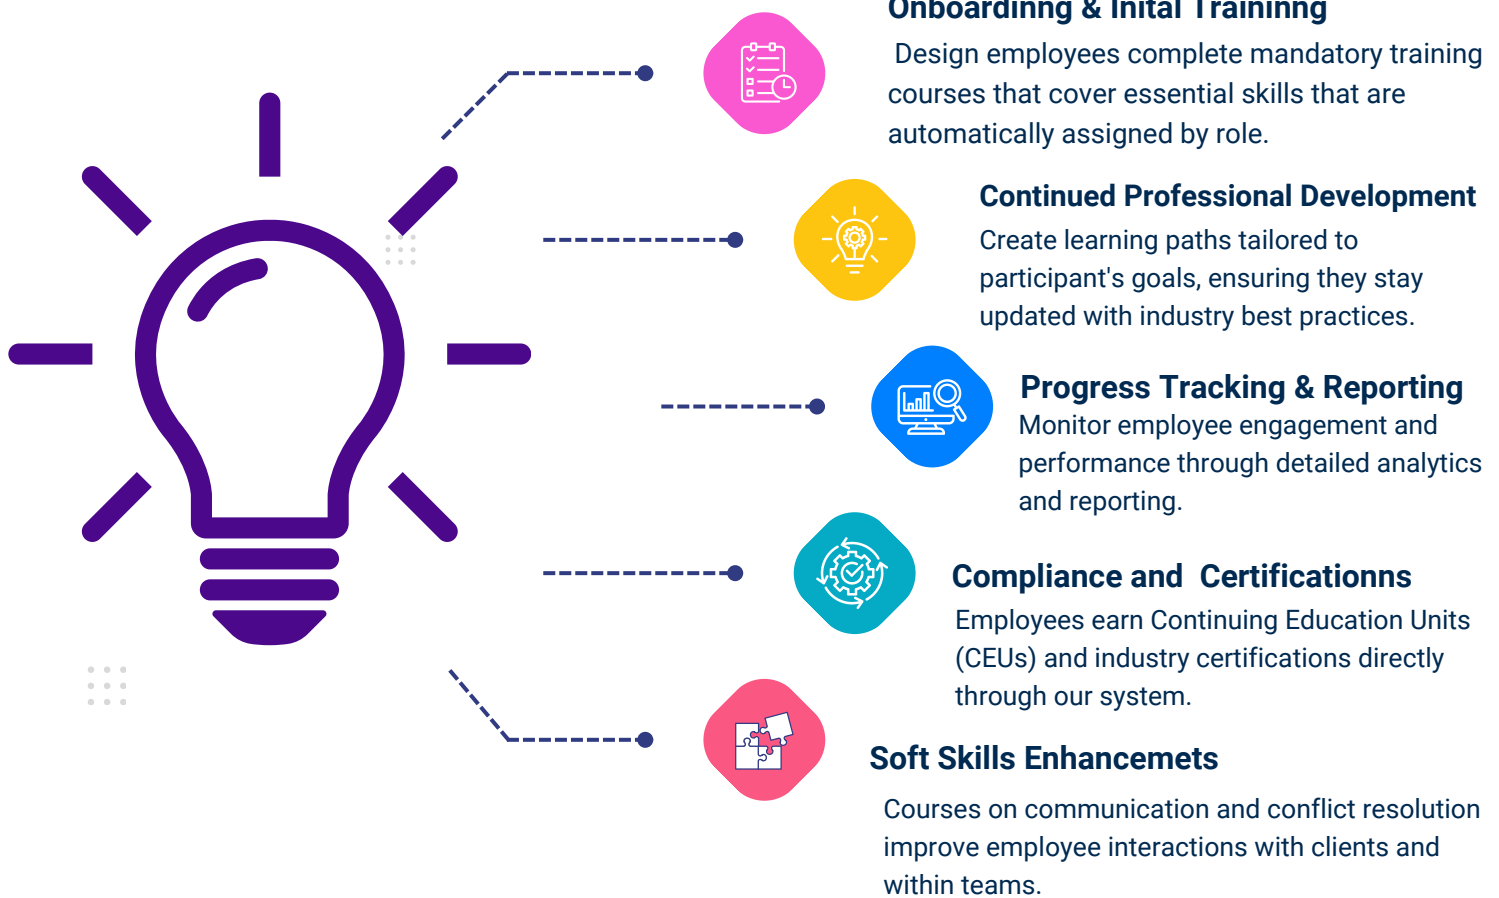 Onboardinng & Inital Traininng
Design employees complete mandatory training
courses that cover essential skills that are
automatically assigned by role.
Continued Professional Development
Create learning paths tailored to
participant's goals, ensuring they stay
updated with industry best practices.
Progress Tracking & Reporting
Monitor employee engagement and
performance through detailed analytics
and reporting.
Compliance and  Certificationns
Employees earn Continuing Education Units
(CEUs) and industry certifications directly
through our system.
Soft Skills Enhancemets
Courses on communication and conflict resolution
improve employee interactions with clients and
within teams.